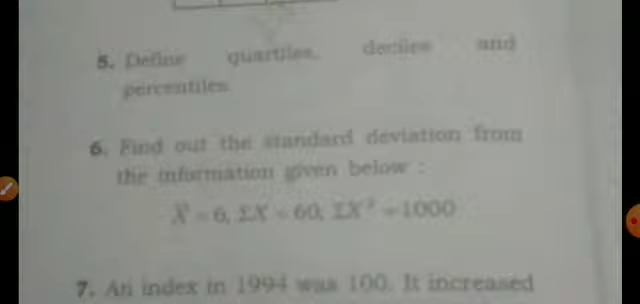 5. Define quartiles, deciles and
percentiles.
6. Find out the standard deviation from
the information given below :
X̄ = 6, ΣX = 60, ΣX² = 1000
7. An index in 1994 was 100. It increased